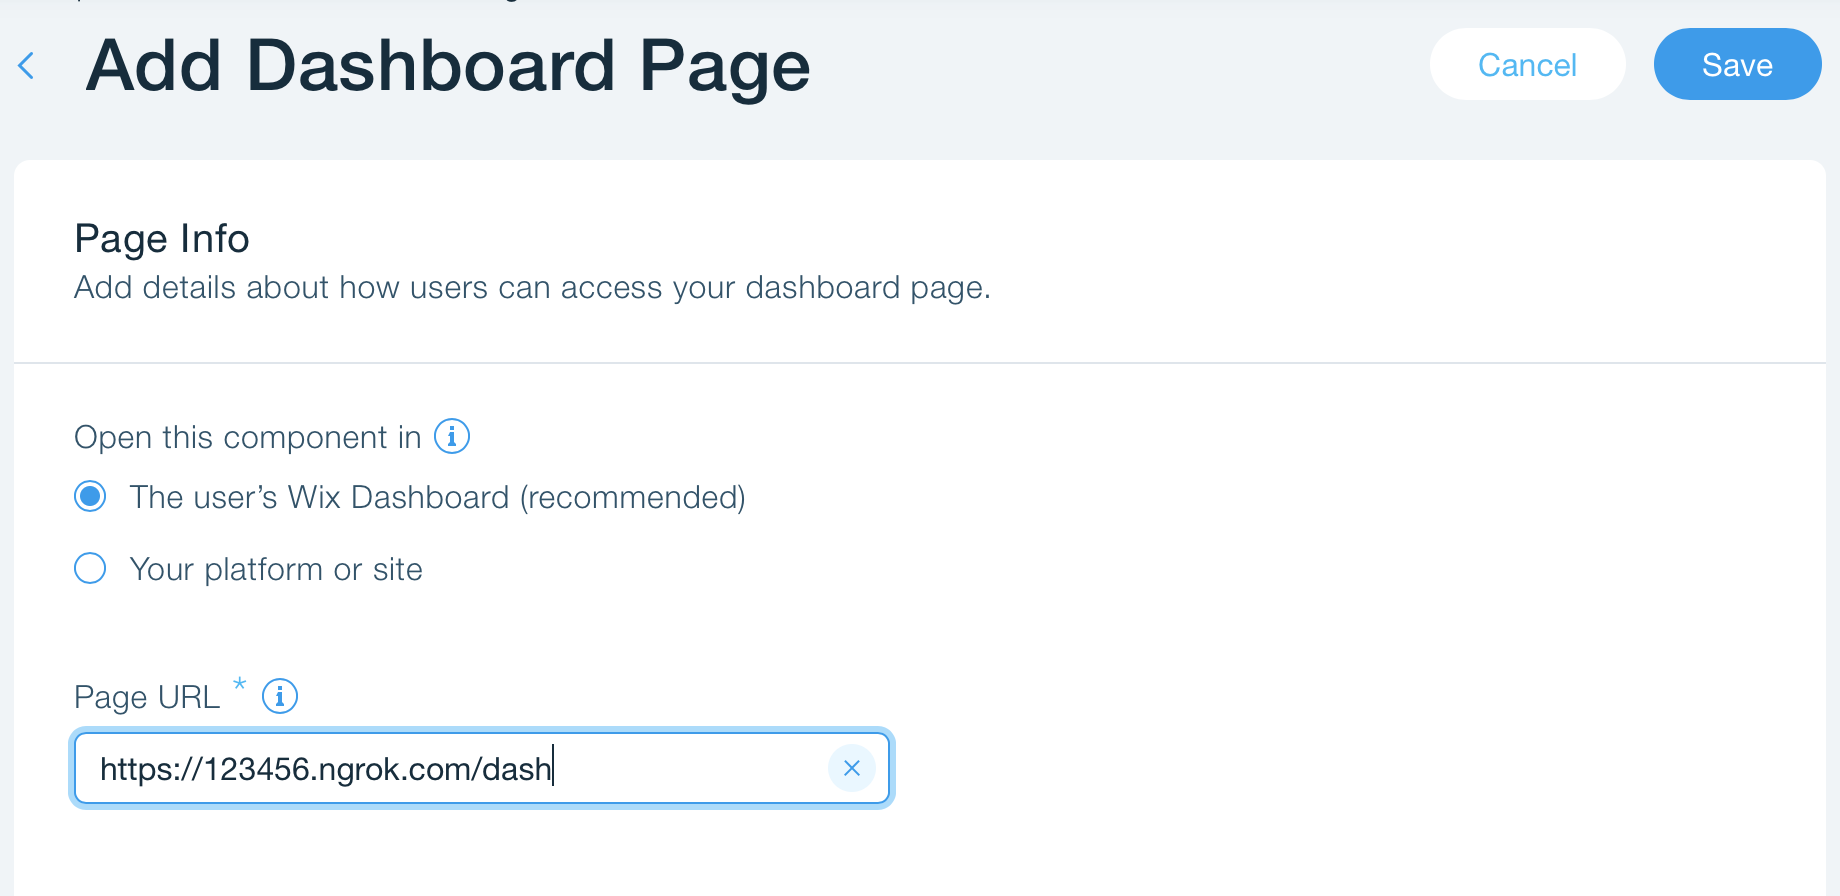 Add Dashboard Page
Cancel
Save
Page Info
Add details about how users can access your dashboard page.
Open this component in
The user’s Wix Dashboard (recommended)
Your platform or site
Page URL *
https://123456.ngrok.com/dash